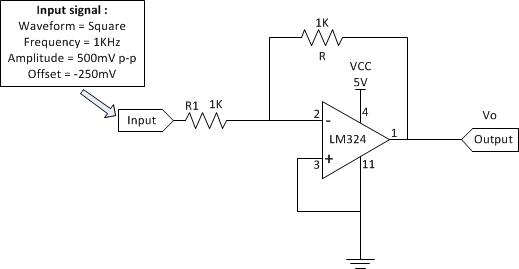 Input signal :
Waveform = Square
Frequency = 1KHz
Amplitude = 500mV p-p
Offset = -250mV
1K
R
VCC
5V
R1 1K
Input
2
-
4
Vo
LM324
1
Output
+
3
11